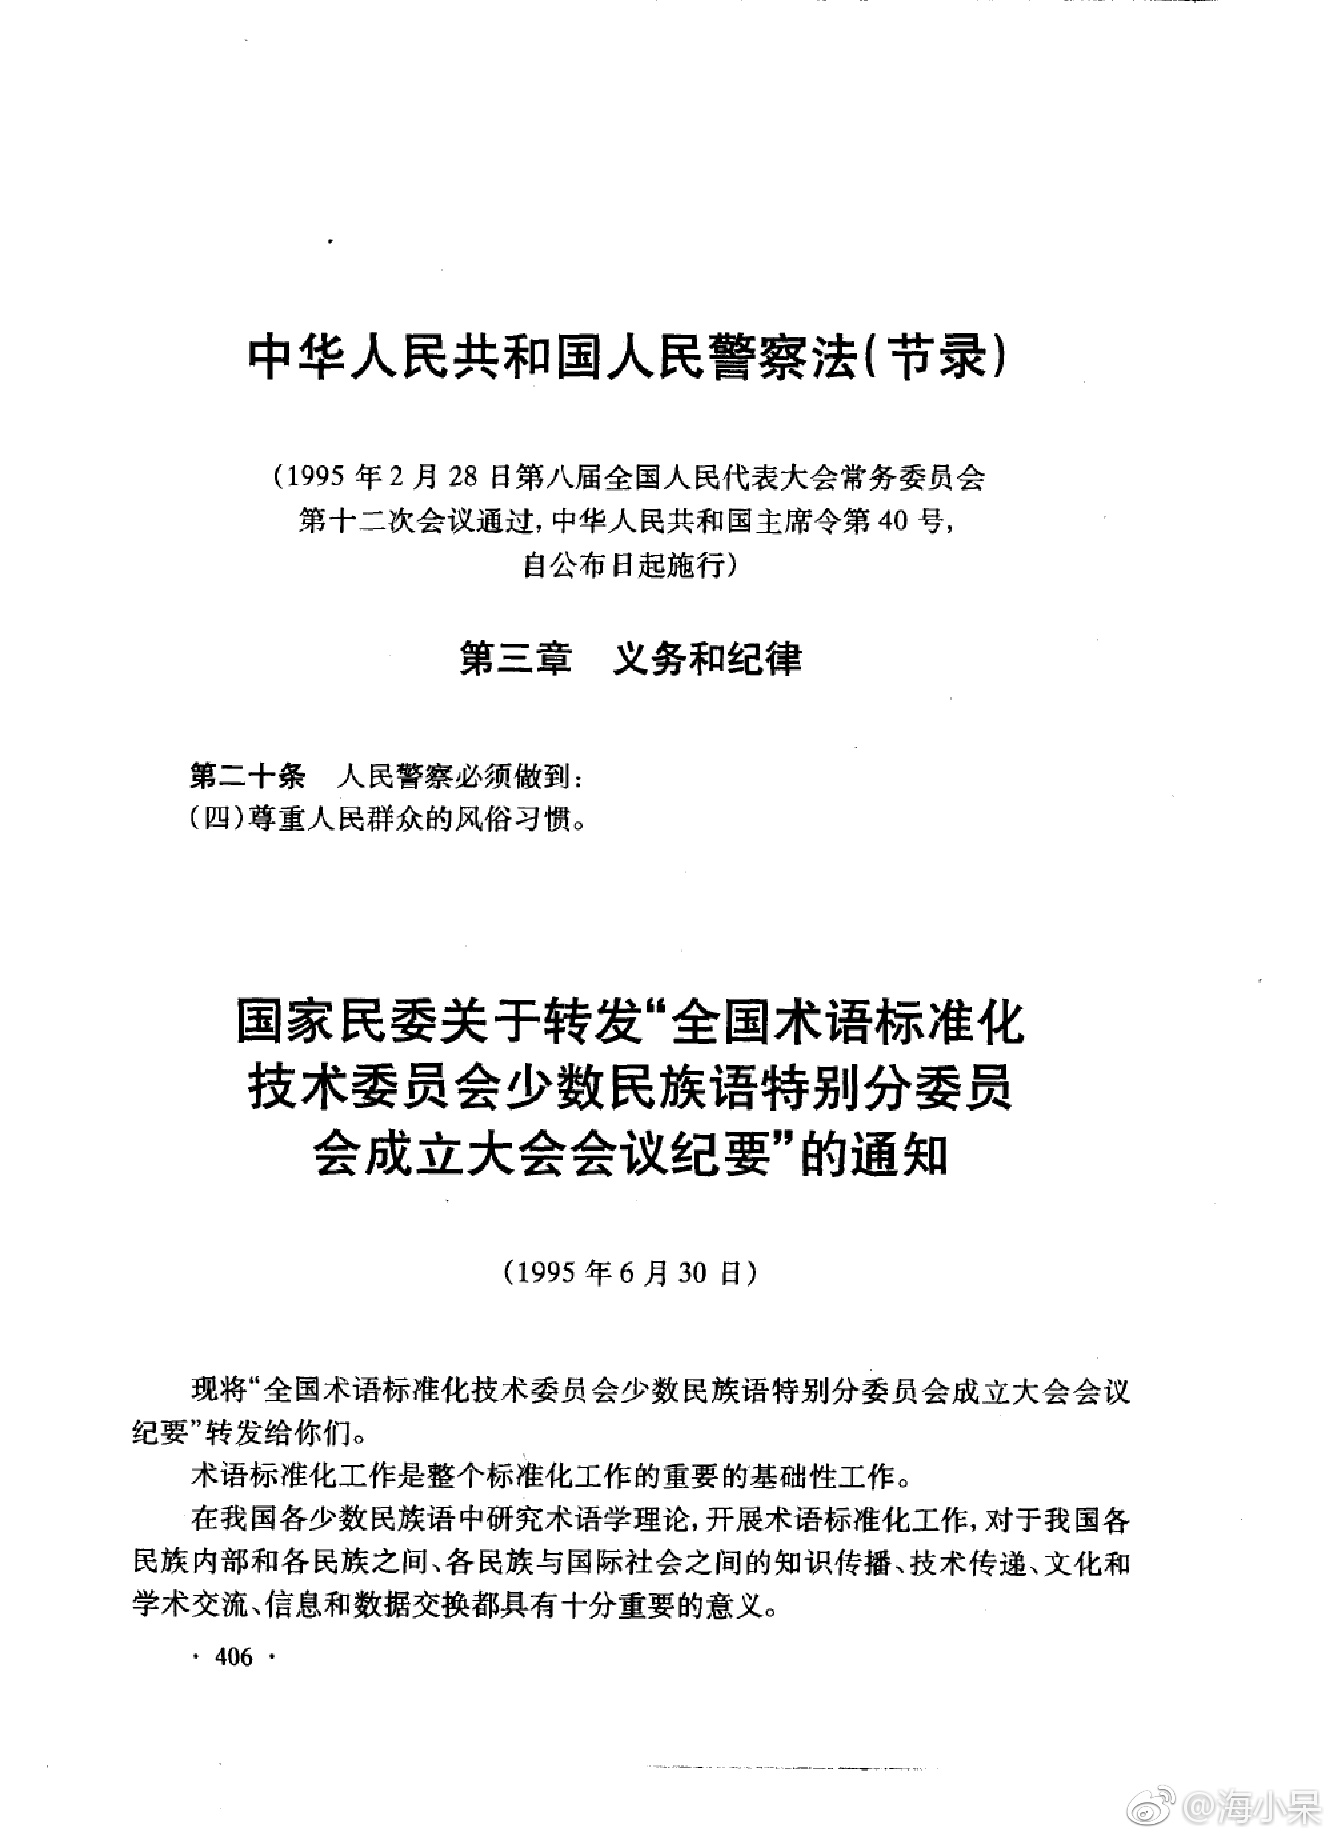 中华人民共和国人民警察法(节录)
(1995年2月28日第八届全国人民代表大会常务委员会
第十二次会议通过,中华人民共和国主席令第40号,
自公布日起施行)
第三章 义务和纪律
第二十条 人民警察必须做到:
(四)尊重人民群众的风俗习惯。
国家民委关于转发“全国术语标准化
技术委员会少数民族语特别分委员
会成立大会会议纪要”的通知
(1995年6月30日)
现将“全国术语标准化技术委员会少数民族语特别分委员会成立大会会议
纪要”转发给你们。
术语标准化工作是整个标准化工作的重要的基础性工作。
在我国各少数民族语中研究术语学理论,开展术语标准化工作,对于我国各
民族内部和各民族之间、各民族与国际社会之间的知识传播、技术传递、文化和
学术交流、信息和数据交换都具有十分重要的意义。
· 406 ·
@海小呆